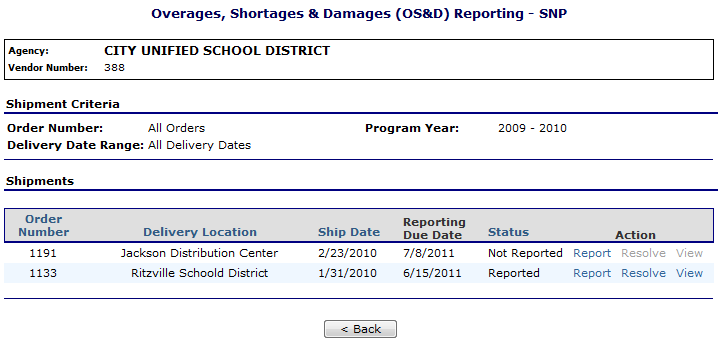 Overages, Shortages & Damages (OS&D) Reporting - SNP
Agency: CITY UNIFIED SCHOOL DISTRICT
Vendor Number: 388
Shipment Criteria
Order Number: All Orders Program Year: 2009 - 2010
Delivery Date Range: All Delivery Dates
Shipments
Order Number Delivery Location Ship Date Reporting Due Date Status Action
1191 Jackson Distribution Center 2/23/2010 7/8/2011 Not Reported Report Resolve View
1133 Ritzville Schoold District 1/31/2010 6/15/2011 Reported Report Resolve View
< Back